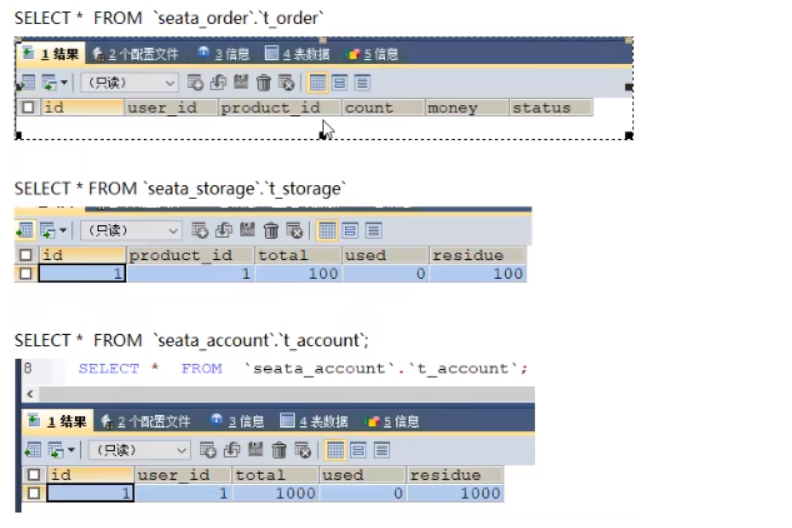 SELECT * FROM `seata_order`.`t_order`
1 结果 2 个配置文件 3 信息 4 表数据 5 信息
(只读)
id user_id product_id count money status
SELECT * FROM `seata_storage`.`t_storage`
(只读)
id product_id total used residue
1 1 100 0 100
SELECT * FROM `seata_account`.`t_account`;
8 SELECT * FROM `seata_account`.`t_account`;
1 结果 2 个配置文件 3 信息 4 表数据 5 信息
(只读)
id user_id total used residue
1 1 1000 0 1000